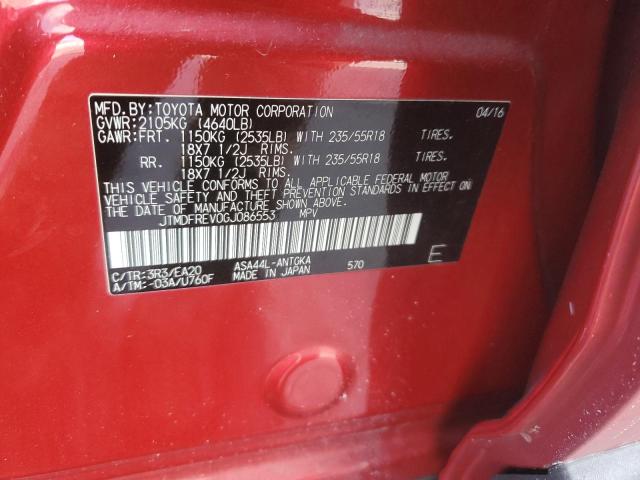 MFD.BY:TOYOTA MOTOR CORPORATION 04/16
GVWR:2105KG (4640LB)
GAWR:FRT. 1150KG (2535LB) WITH 235/55R18 TIRES.
18X7 1/2J RIMS.
RR. 1150KG (2535LB) WITH 235/55R18 TIRES.
18X7 1/2J RIMS.
THIS VEHICLE CONFORMS TO ALL APPLICABLE FEDERAL MOTOR
VEHICLE SAFETY AND THEFT PREVENTION STANDARDS IN EFFECT ON
THE DATE OF MANUFACTURE SHOWN ABOVE.
JTMDFREV0GJ086553 MPV
C/TR:3R3/EA20 ASA44L-ANTGKA 570 E
A/TM:-03A/U760F MADE IN JAPAN